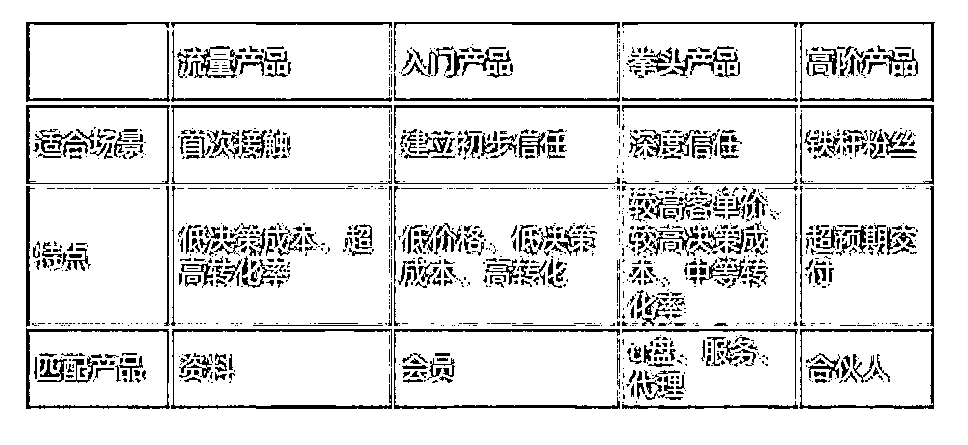 流量产品 入门产品 拳头产品 高阶产品
适合场景 首次接触 建立初步信任 深度信任 铁杆粉丝
特点
低决策成本、超
高转化率
低价格、低决策
成本、高转化
较高客单价、
较高决策成
本、中等转
化率
超预期交
付
匹配产品 资料 会员
u盘、服务、
代理
合伙人